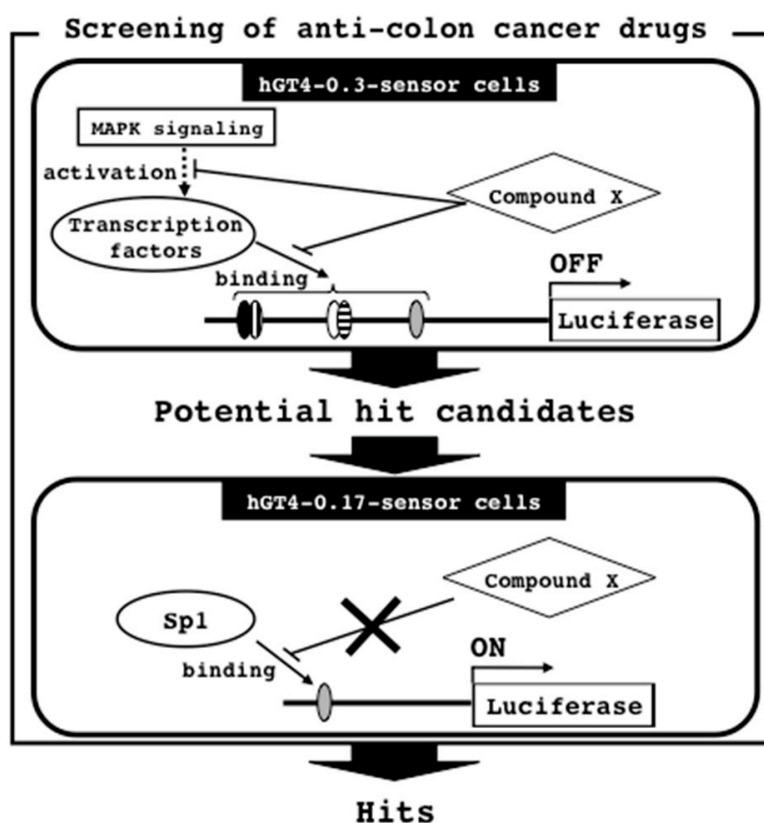 Screening of anti-colon cancer drugs
hGT4-0.3-sensor cells
MAPK signaling
activation
Compound X
Transcription
factors
binding
OFF
Luciferase
Potential hit candidates
hGT4-0.17-sensor cells
Compound X
Sp1
binding
ON
Luciferase
Hits